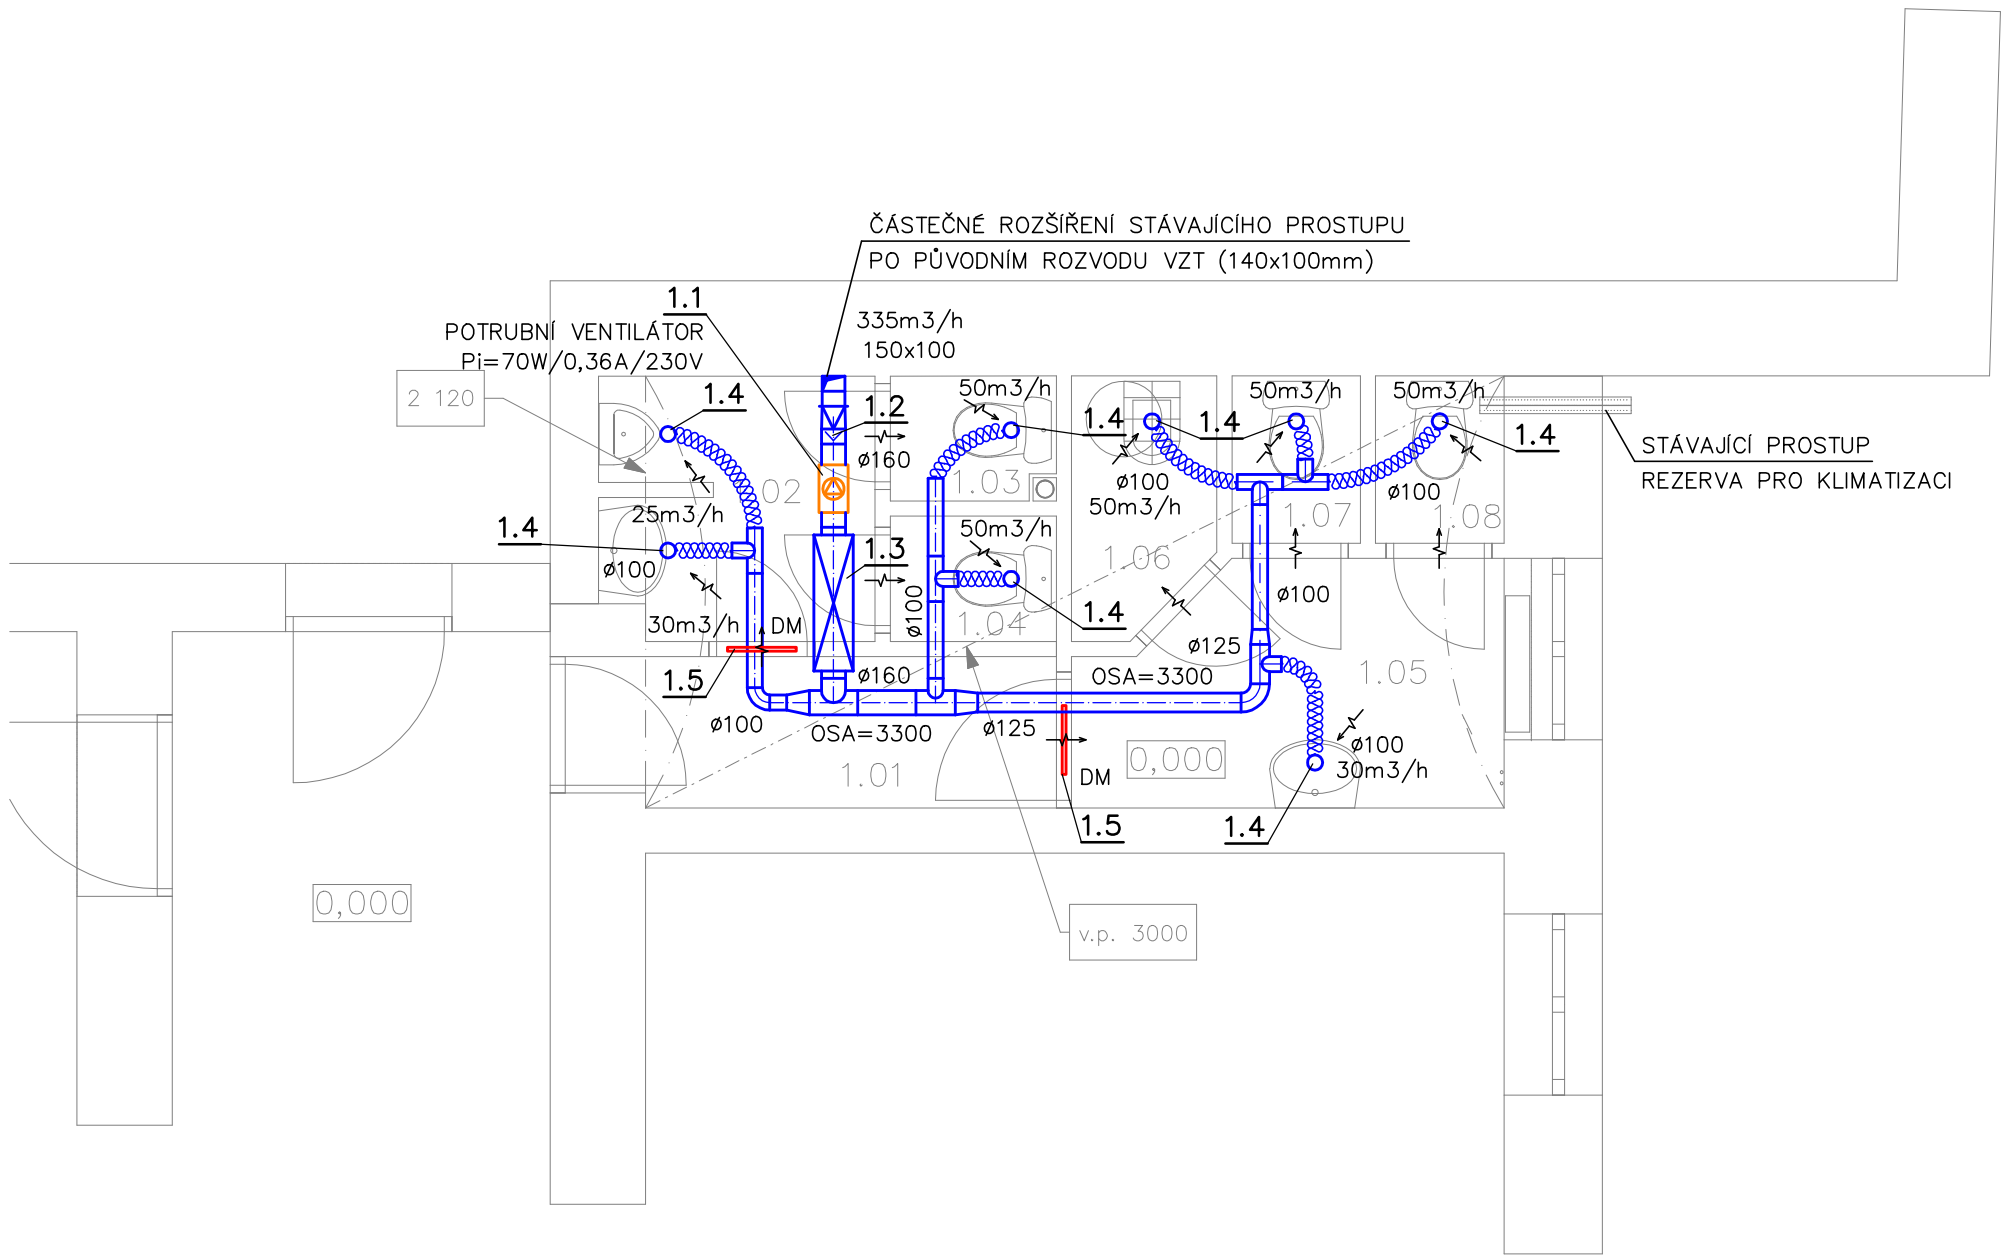 ČÁSTEČNÉ ROZŠÍŘENÍ STÁVAJÍCÍHO PROSTUPU
PO PŮVODNÍM ROZVODU VZT (140x100mm)
1.1
335m3/h
150x100
POTRUBNÍ VENTILÁTOR
Pi=70W/0,36A/230V
2 120
1.4
1.2
ø160
50m3/h
1.4
1.4
50m3/h
50m3/h
1.4
STÁVAJÍCÍ PROSTUP
REZERVA PRO KLIMATIZACI
02
1.03
ø100
50m3/h
ø100
1.07
1.08
25m3/h
1.4
ø100
1.3
50m3/h
1.06
ø100
ø100
1.04
1.4
30m3/h
DM
ø125
1.5
ø160
OSA=3300
1.05
ø100
OSA=3300
ø125
0,000
ø100
30m3/h
1.01
DM
1.5
1.4
0,000
v.p. 3000